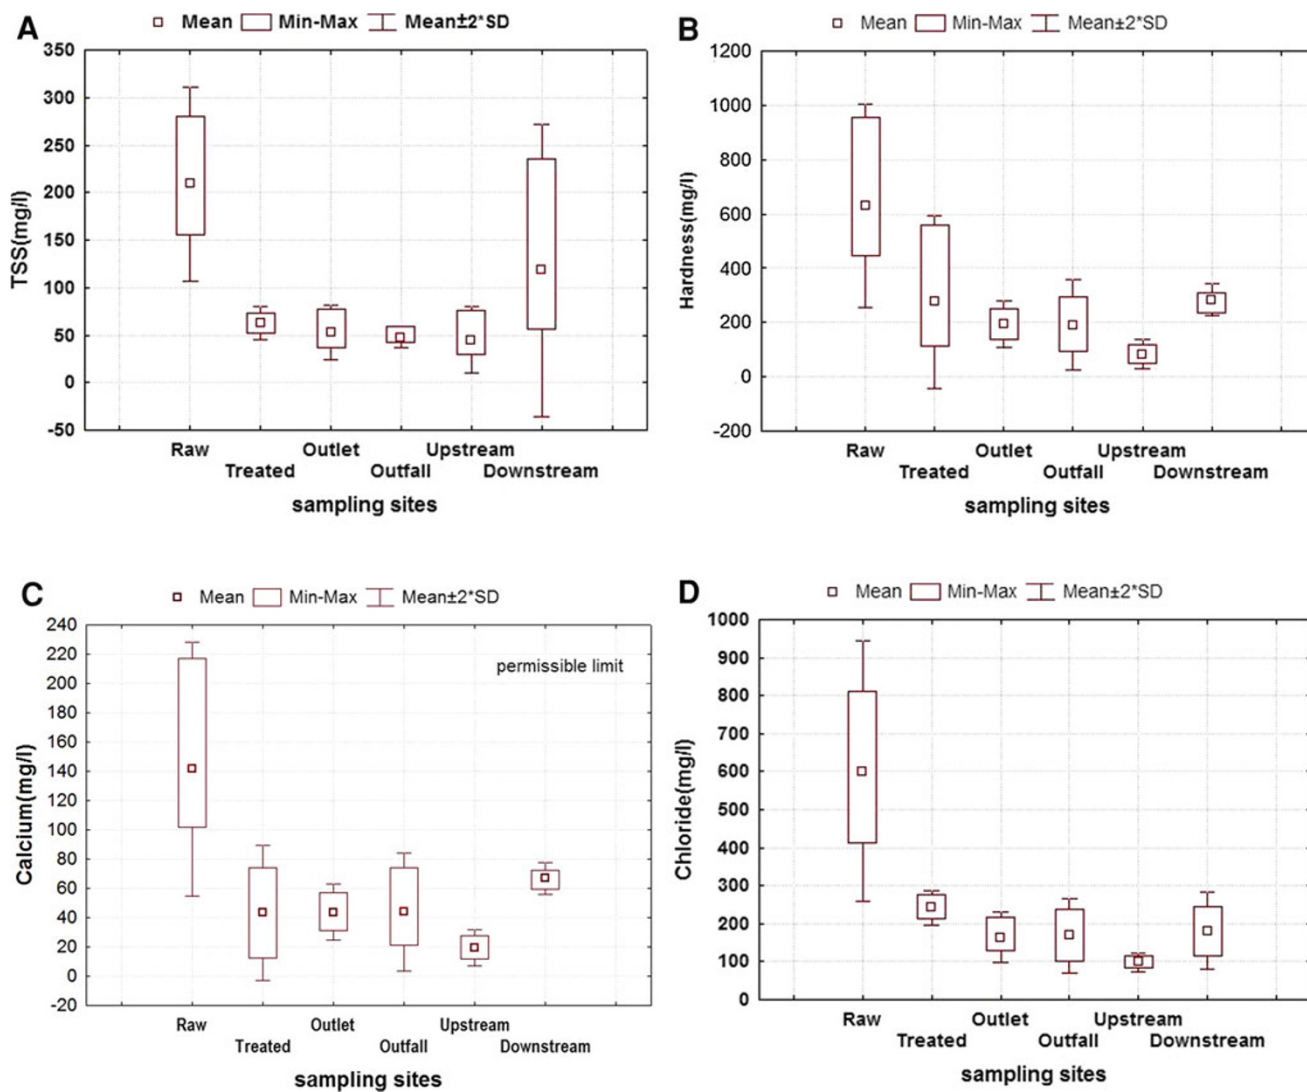 A
Mean Min-Max Mean±2*SD
350
300
250
200
150
100
50
0
-50
TSS(mg/l)
Raw Outlet Upstream
Treated Outfall Downstream
sampling sites
B
Mean Min-Max Mean±2*SD
1200
1000
800
600
400
200
0
-200
Hardness(mg/l)
Raw Outlet Upstream
Treated Outfall Downstream
sampling sites
C
Mean Min-Max Mean±2*SD
240
220
200
180
160
140
120
100
80
60
40
20
0
-20
permissible limit
Calcium(mg/l)
Raw Outlet Upstream
Treated Outfall Downstream
sampling sites
D
Mean Min-Max Mean±2*SD
1000
900
800
700
600
500
400
300
200
100
0
Chloride(mg/l)
Raw Outlet Upstream
Treated Outfall Downstream
sampling sites